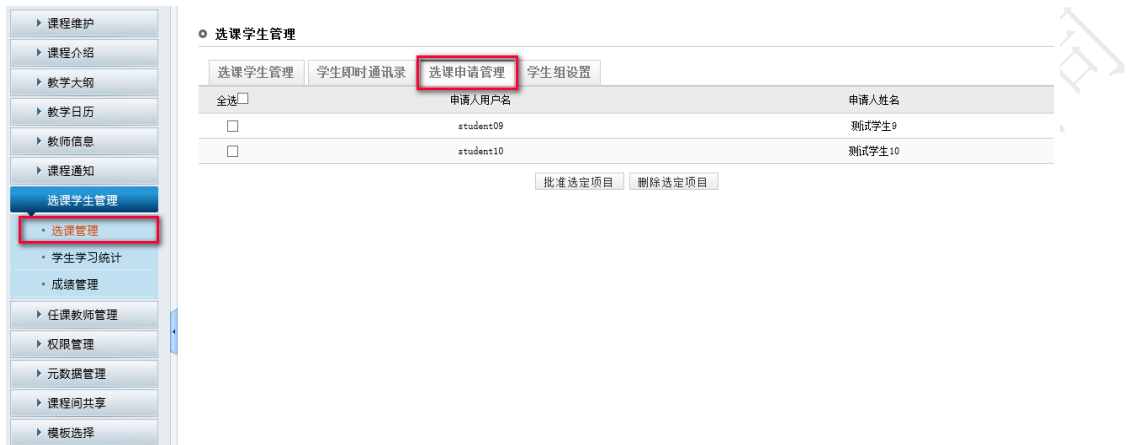 课程维护
课程介绍
教学大纲
教学日历
教师信息
课程通知
选课学生管理
选课管理
学生学习统计
成绩管理
任课教师管理
权限管理
元数据管理
课程间共享
模板选择
选课学生管理
选课学生管理 学生即时通讯录 选课申请管理 学生组设置
全选 申请人用户名 申请人姓名
student09 测试学生9
student10 测试学生10
批准选定项目 删除选定项目